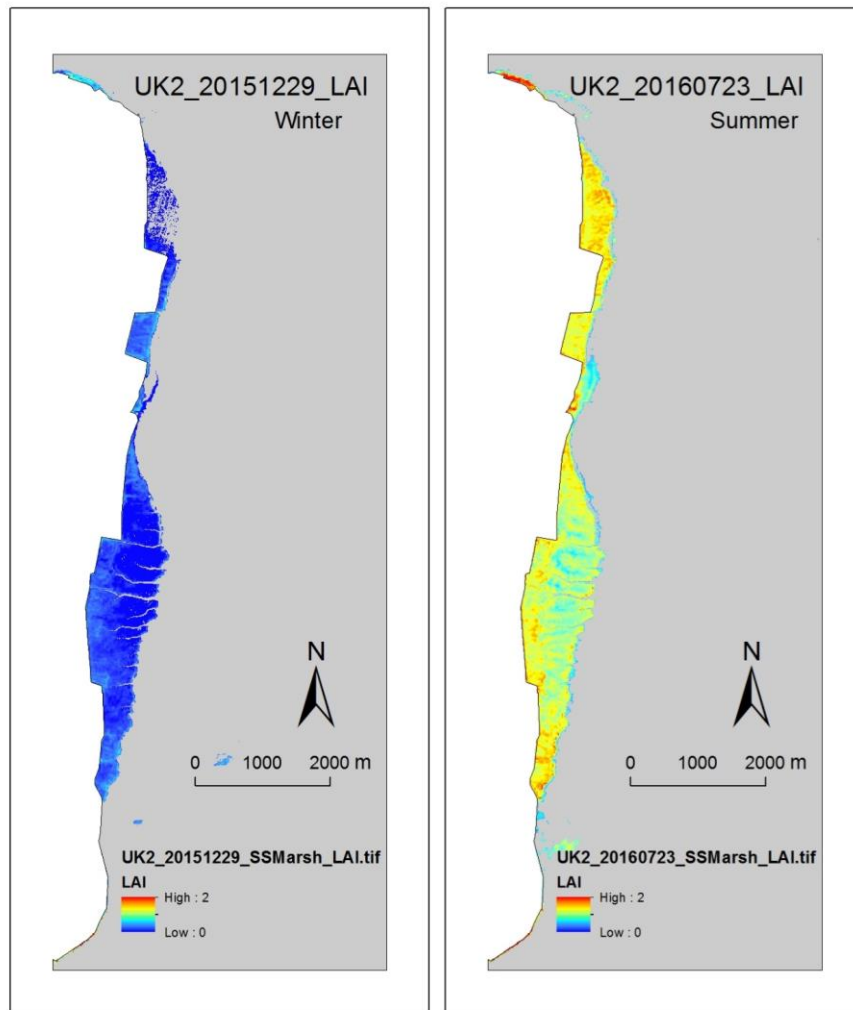 UK2_20151229_LAI
Winter
N
0 1000 2000 m
UK2_20151229_SSMarsh_LAI.tif
LAI
High : 2
Low : 0
UK2_20160723_LAI
Summer
N
0 1000 2000 m
UK2_20160723_SSMarsh_LAI.tif
LAI
High : 2
Low : 0